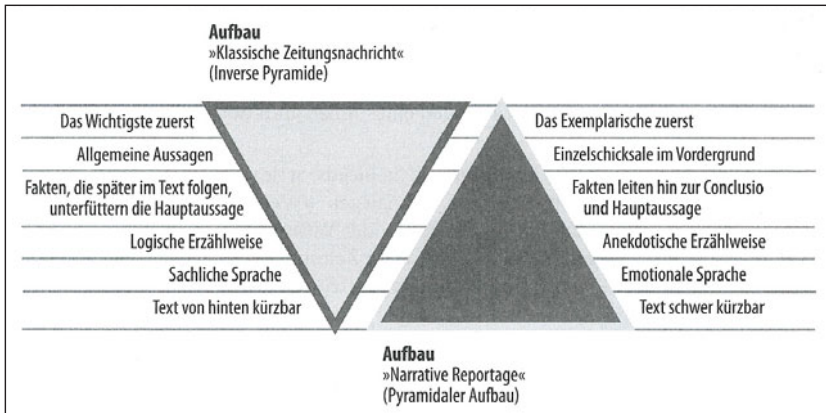 Aufbau
»Klassische Zeitungsnachricht«
(Inverse Pyramide)
Das Wichtigste zuerst
Allgemeine Aussagen
Fakten, die später im Text folgen,
unterfüttern die Hauptaussage
Logische Erzählweise
Sachliche Sprache
Text von hinten kürzbar
Das Exemplarische zuerst
Einzelschicksale im Vordergrund
Fakten leiten hin zur Conclusio
und Hauptaussage
Anekdotische Erzählweise
Emotionale Sprache
Text schwer kürzbar
Aufbau
»Narrative Reportage«
(Pyramidaler Aufbau)